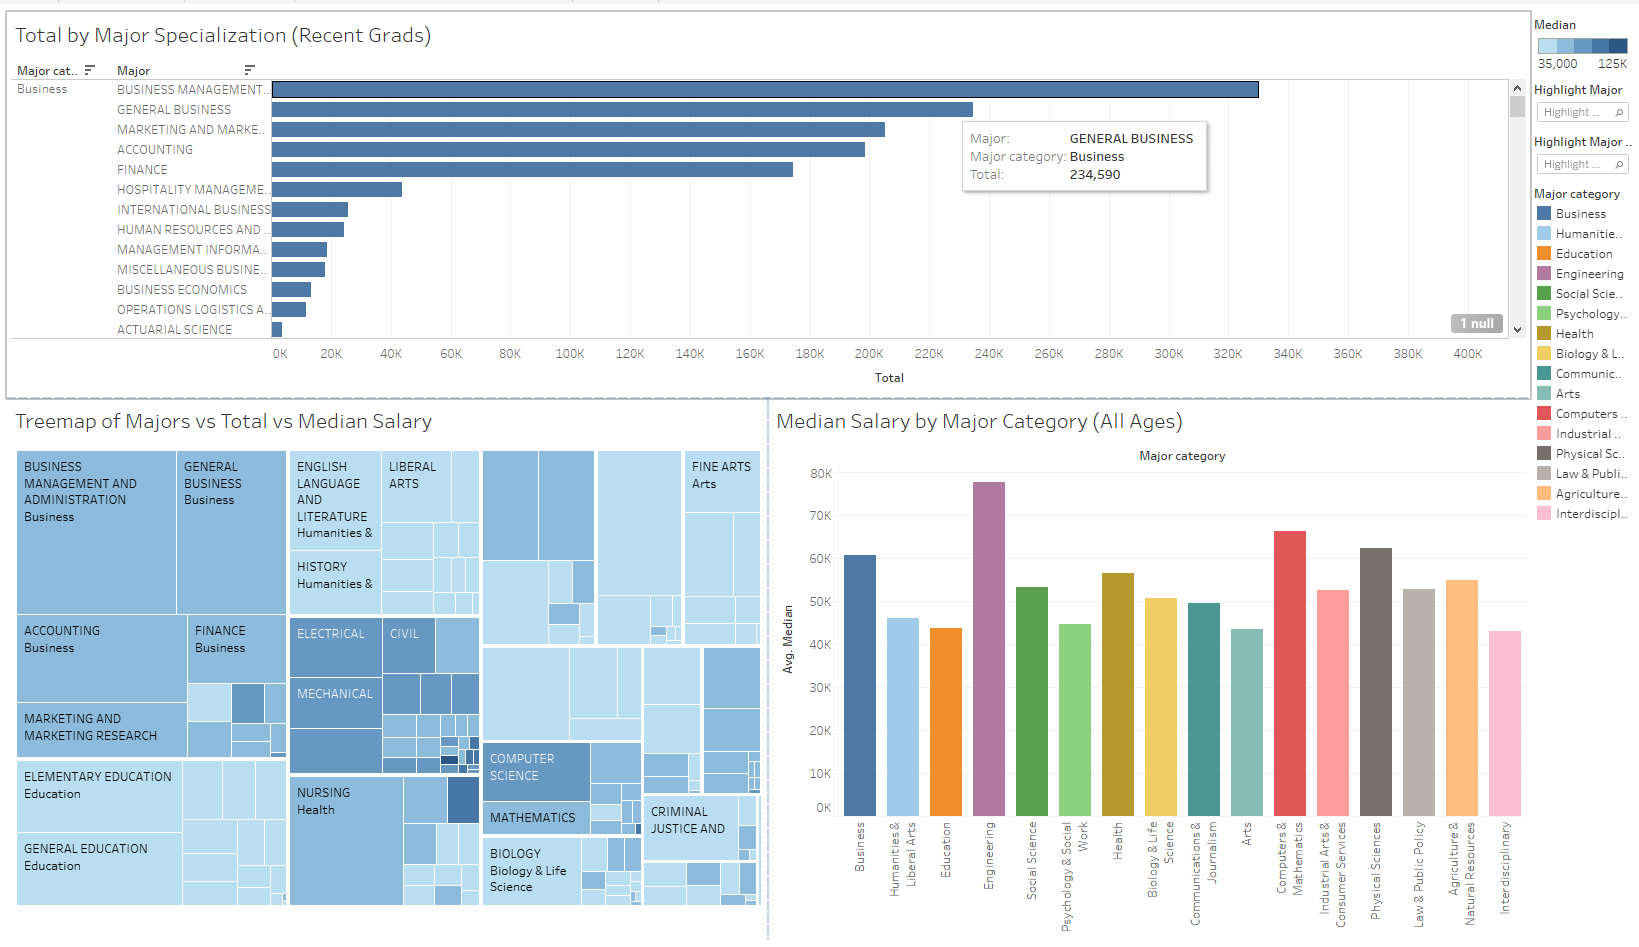 Total by Major Specialization (Recent Grads)
Major cat..
Major
Business
BUSINESS MANAGEMENT..
GENERAL BUSINESS
MARKETING AND MARKE..
ACCOUNTING
FINANCE
HOSPITALITY MANAGEME..
INTERNATIONAL BUSINESS
HUMAN RESOURCES AND ..
MANAGEMENT INFORMA..
MISCELLANEOUS BUSINE..
BUSINESS ECONOMICS
OPERATIONS LOGISTICS A..
ACTUARIAL SCIENCE
Major: GENERAL BUSINESS
Major category: Business
Total: 234,590
1 null
0K 20K 40K 60K 80K 100K 120K 140K 160K 180K 200K 220K 240K 260K 280K 300K 320K 340K 360K 380K 400K
Total
Median
35,000 125K
Highlight Major
Highlight ...
Highlight Major ..
Highlight ...
Major category
Business
Humanitie..
Education
Engineering
Social Scie..
Psychology..
Health
Biology & L..
Communic..
Arts
Computers ..
Industrial ..
Physical Sc..
Law & Publi..
Agriculture..
Interdiscipl..
Treemap of Majors vs Total vs Median Salary
BUSINESS
MANAGEMENT AND
ADMINISTRATION
Business
GENERAL
BUSINESS
Business
ACCOUNTING
Business
FINANCE
Business
MARKETING AND
MARKETING RESEARCH
ELEMENTARY EDUCATION
Education
GENERAL EDUCATION
Education
ENGLISH
LANGUAGE
AND
LITERATURE
Humanities &
LIBERAL
ARTS
HISTORY
Humanities &
ELECTRICAL
CIVIL
MECHANICAL
NURSING
Health
FINE ARTS
Arts
COMPUTER
SCIENCE
MATHEMATICS
BIOLOGY
Biology & Life
Science
CRIMINAL
JUSTICE AND
Median Salary by Major Category (All Ages)
Major category
80K
70K
60K
50K
40K
30K
20K
10K
0K
Avg. Median
Business
Humanities &
Liberal Arts
Education
Engineering
Social Science
Psychology & Social
Work
Health
Biology & Life
Science
Communications &
Journalism
Arts
Computers &
Mathematics
Industrial Arts &
Consumer Services
Physical Sciences
Law & Public Policy
Agriculture &
Natural Resources
Interdisciplinary